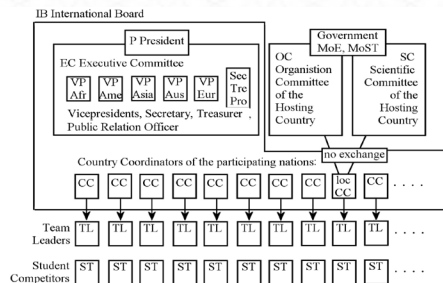 IB International Board
P President
EC Executive Committee
VP Afr
VP Ame
VP Asia
VP Aus
VP Eur
Sec Tre Pro
Vicepresidents, Secretary, Treasurer ,
Public Relation Officer
Government
MoE, MoST
OC
Organistion
Committee
of the
Hosting
Country
SC
Scientific
Committee
of the
Hosting
Country
no exchange
Country Coordinators of the participating nations:
CC CC CC CC CC CC CC CC loc CC CC . . . .
Team Leaders
TL TL TL TL TL TL TL TL TL TL . . . .
Student Competitors
ST ST ST ST ST ST ST ST ST ST . . . .